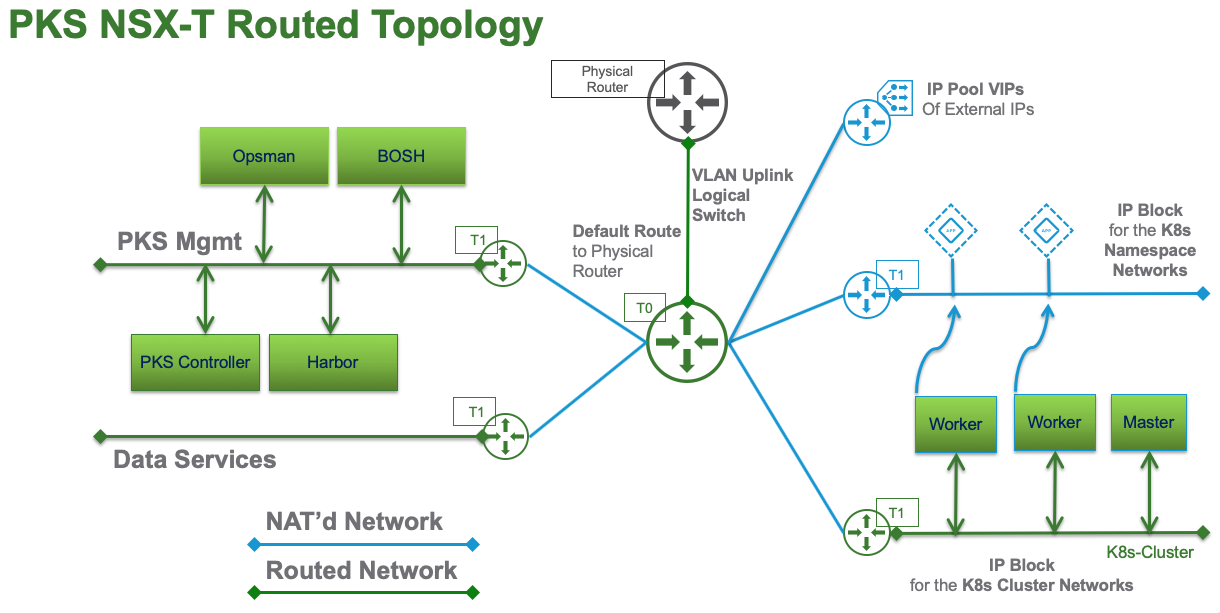 PKS NSX-T Routed Topology
Physical
Router
IP Pool VIPs
Of External IPs
Opsman
BOSH
VLAN Uplink
Logical
Switch
PKS Mgmt
T1
Default Route
to Physical
Router
T0
APP
APP
IP Block
for the K8s
Namespace
Networks
T1
PKS Controller
Harbor
T1
Data Services
Worker
Worker
Master
NAT’d Network
Routed Network
T1
K8s-Cluster
IP Block
for the K8s Cluster Networks